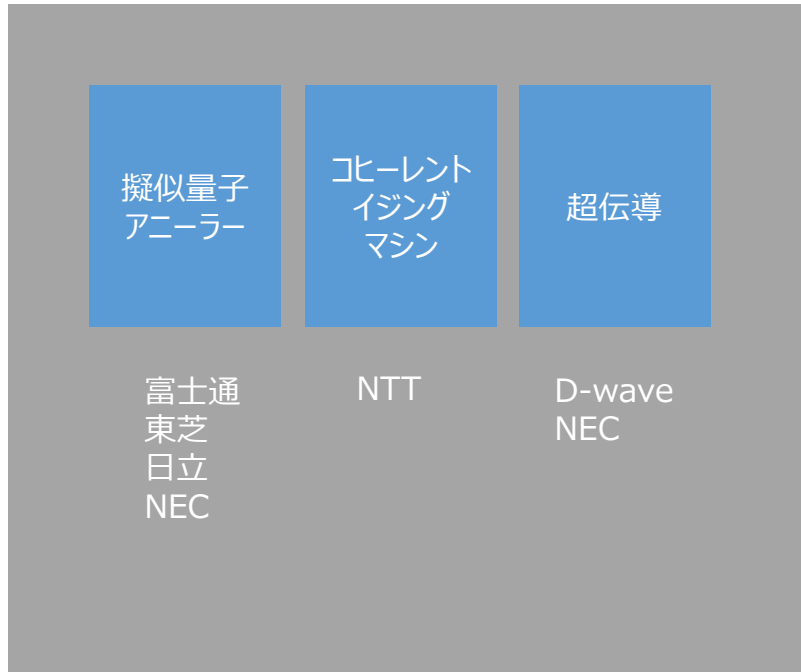 擬似量子
アニーラー
コヒーレント
イジング
マシン
超伝導
富士通
東芝
日立
NEC
NTT
D-wave
NEC